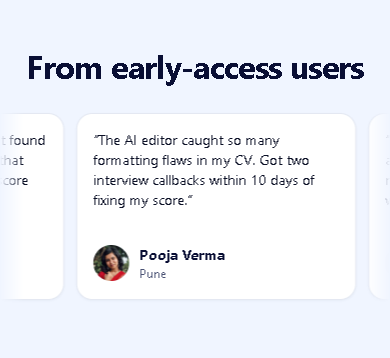 From early-access users
t found
that
core
"The AI editor caught so many
formatting flaws in my CV. Got two
interview callbacks within 10 days of
fixing my score."
Pooja Verma
Pune